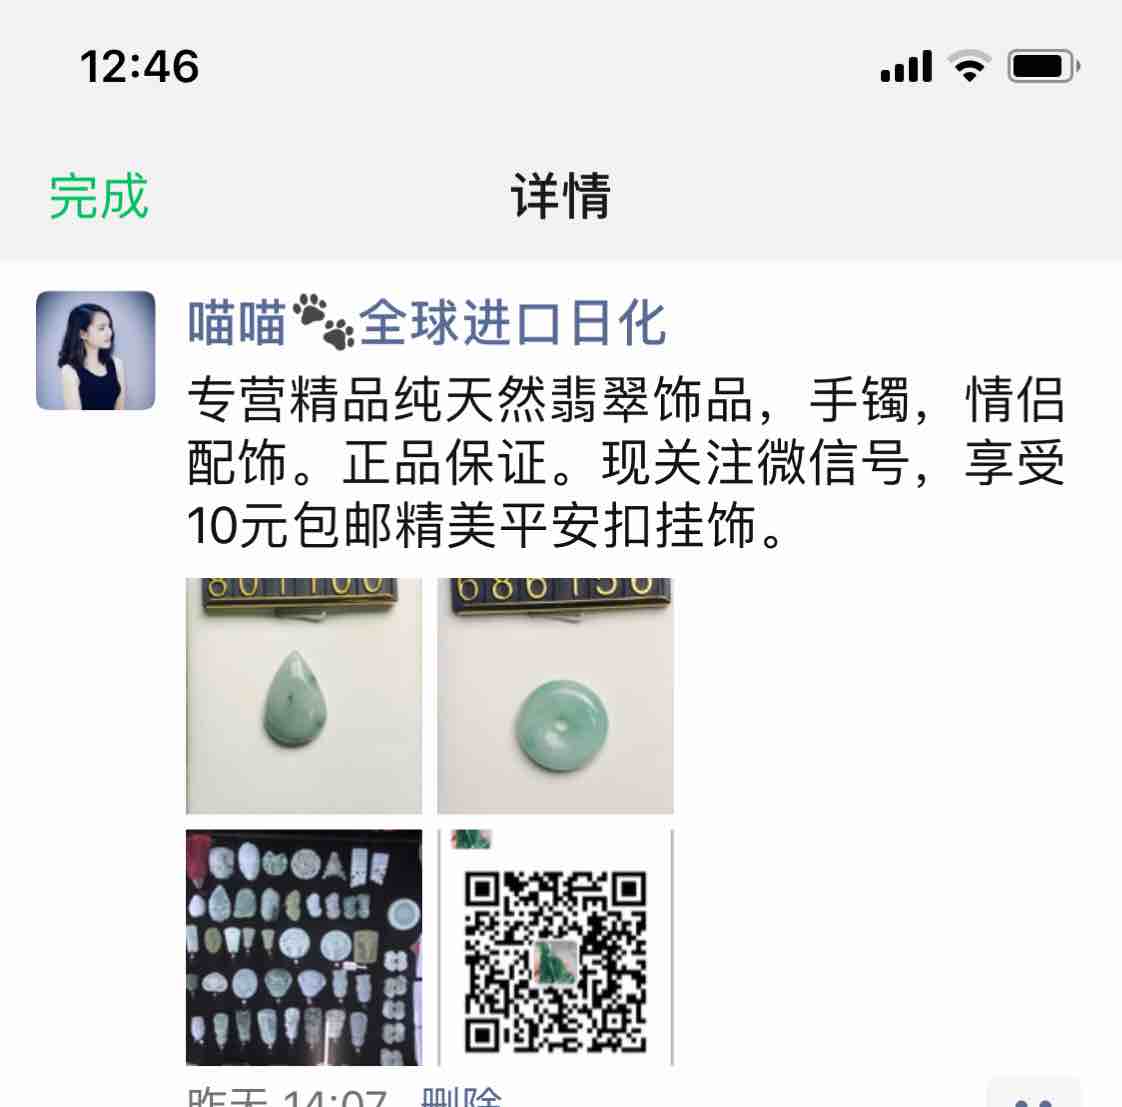 12:46
完成
详情
喵喵🐾全球进口日化
专营精品纯天然翡翠饰品，手镯，情侣
配饰。正品保证。现关注微信号，享受
10元包邮精美平安扣挂饰。
801100
686156
昨天 14:07 删除